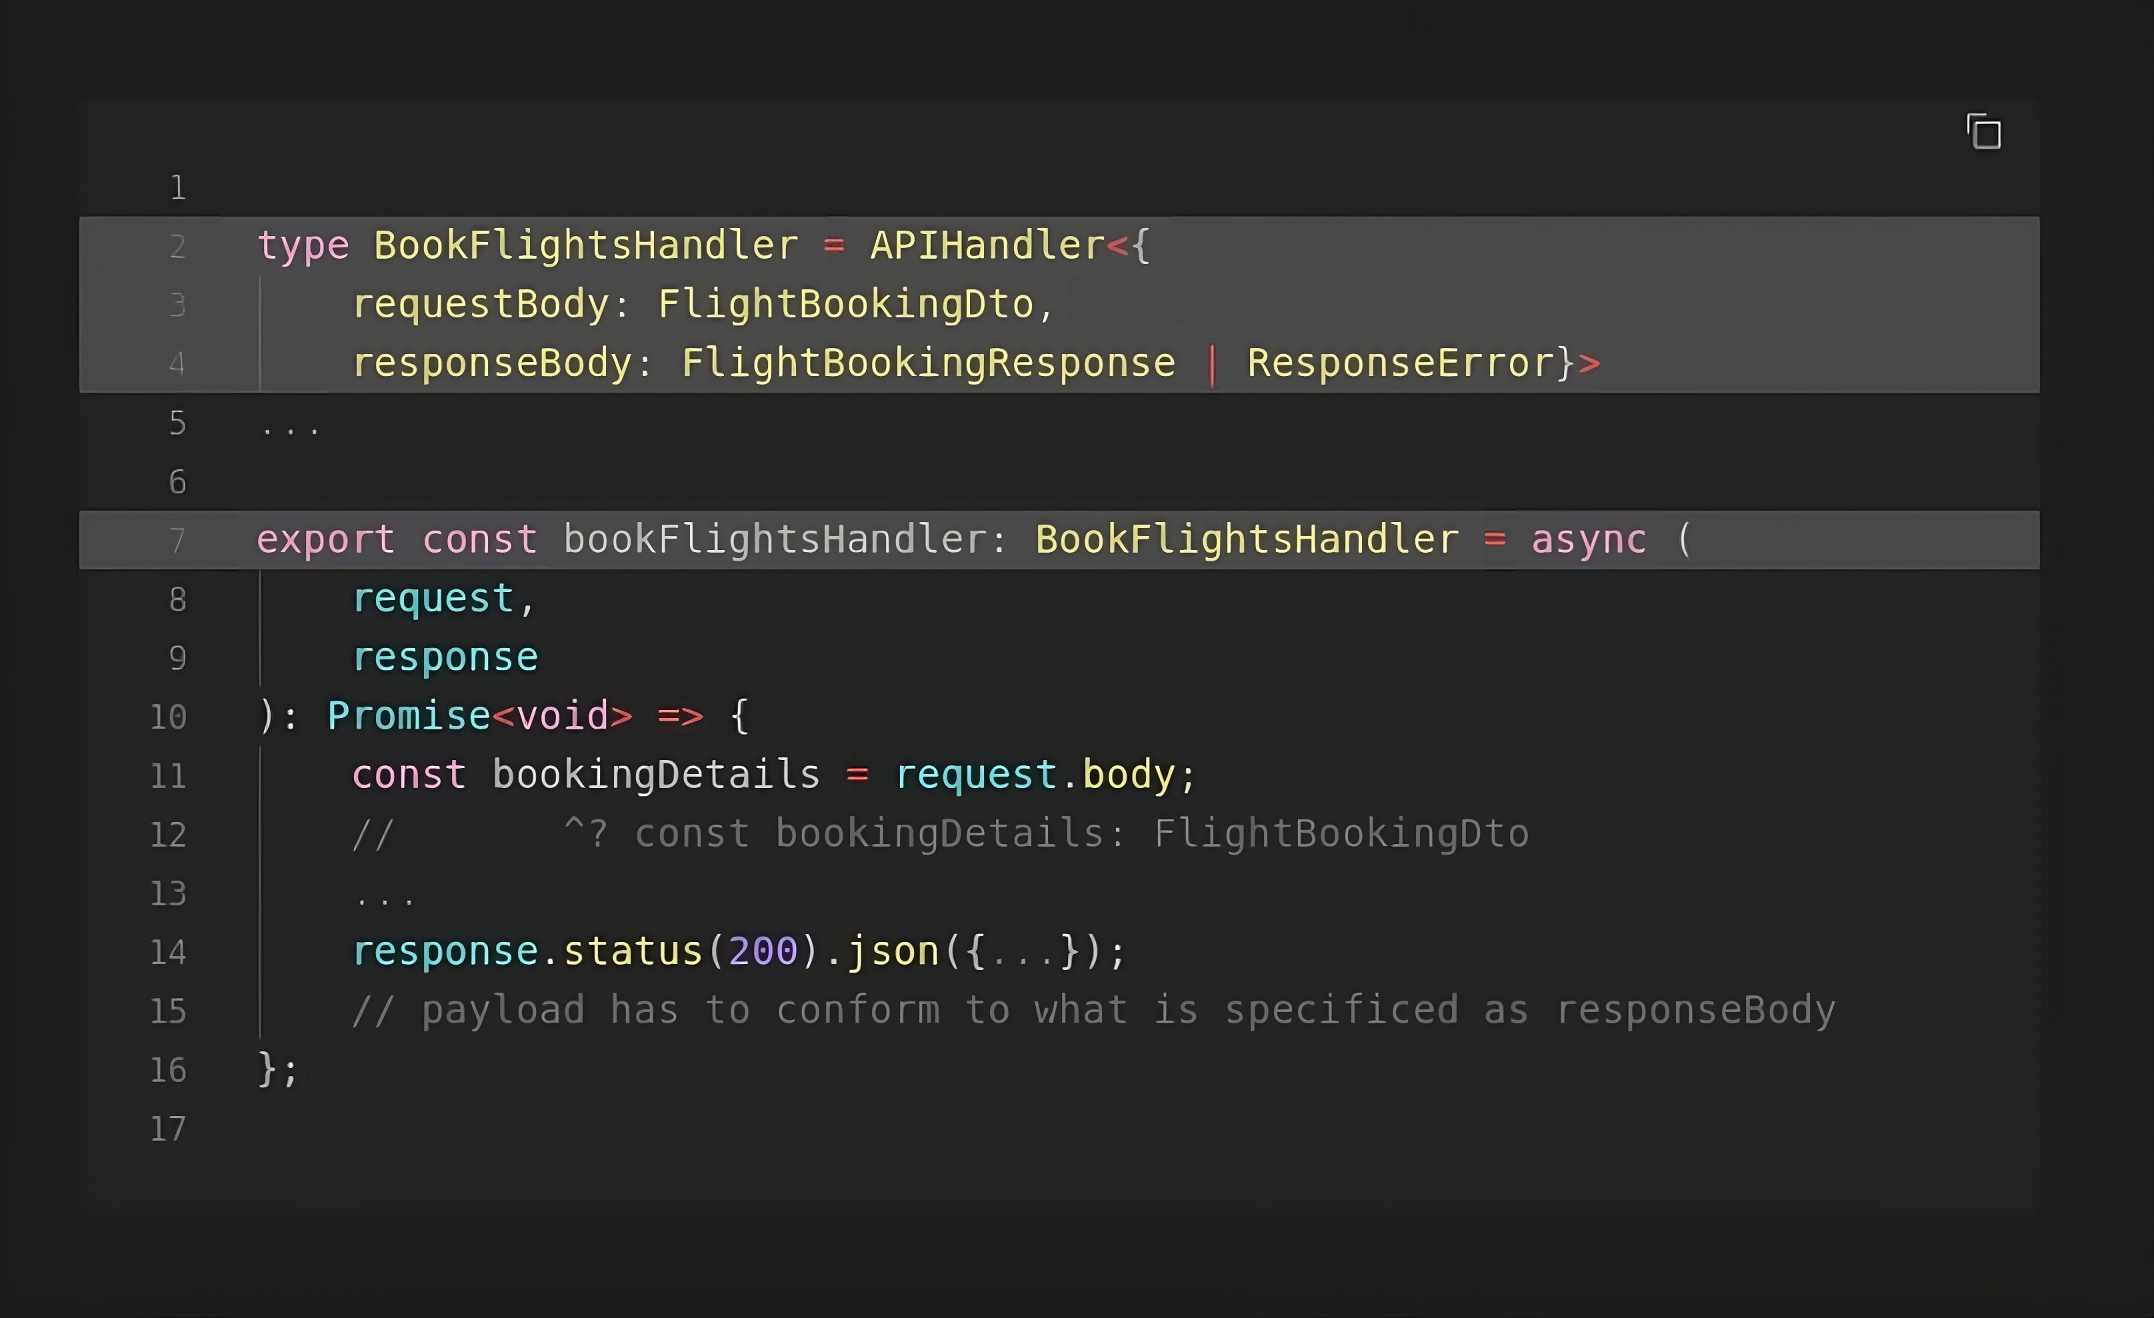 1
2 type BookFlightsHandler = APIHandler<{
3     requestBody: FlightBookingDto,
4     responseBody: FlightBookingResponse | ResponseError}>
5 ...
6
7 export const bookFlightsHandler: BookFlightsHandler = async (
8     request,
9     response
10 ): Promise<void> => {
11     const bookingDetails = request.body;
12     //       ^? const bookingDetails: FlightBookingDto
13     ...
14     response.status(200).json({...});
15     // payload has to conform to what is specificed as responseBody
16 };
17